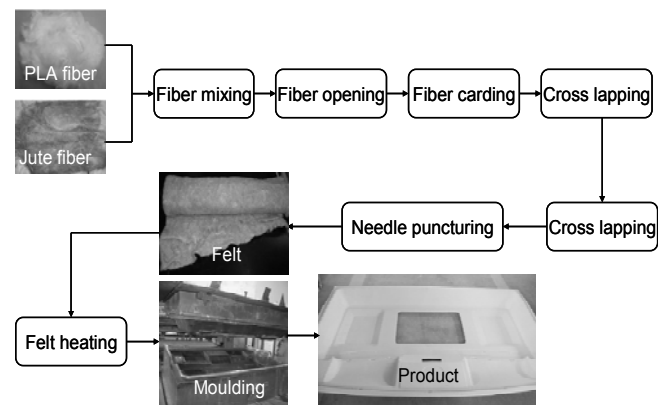 PLA fiber
Jute fiber
Fiber mixing
Fiber opening
Fiber carding
Cross lapping
Cross lapping
Needle puncturing
Felt
Felt heating
Moulding
Product